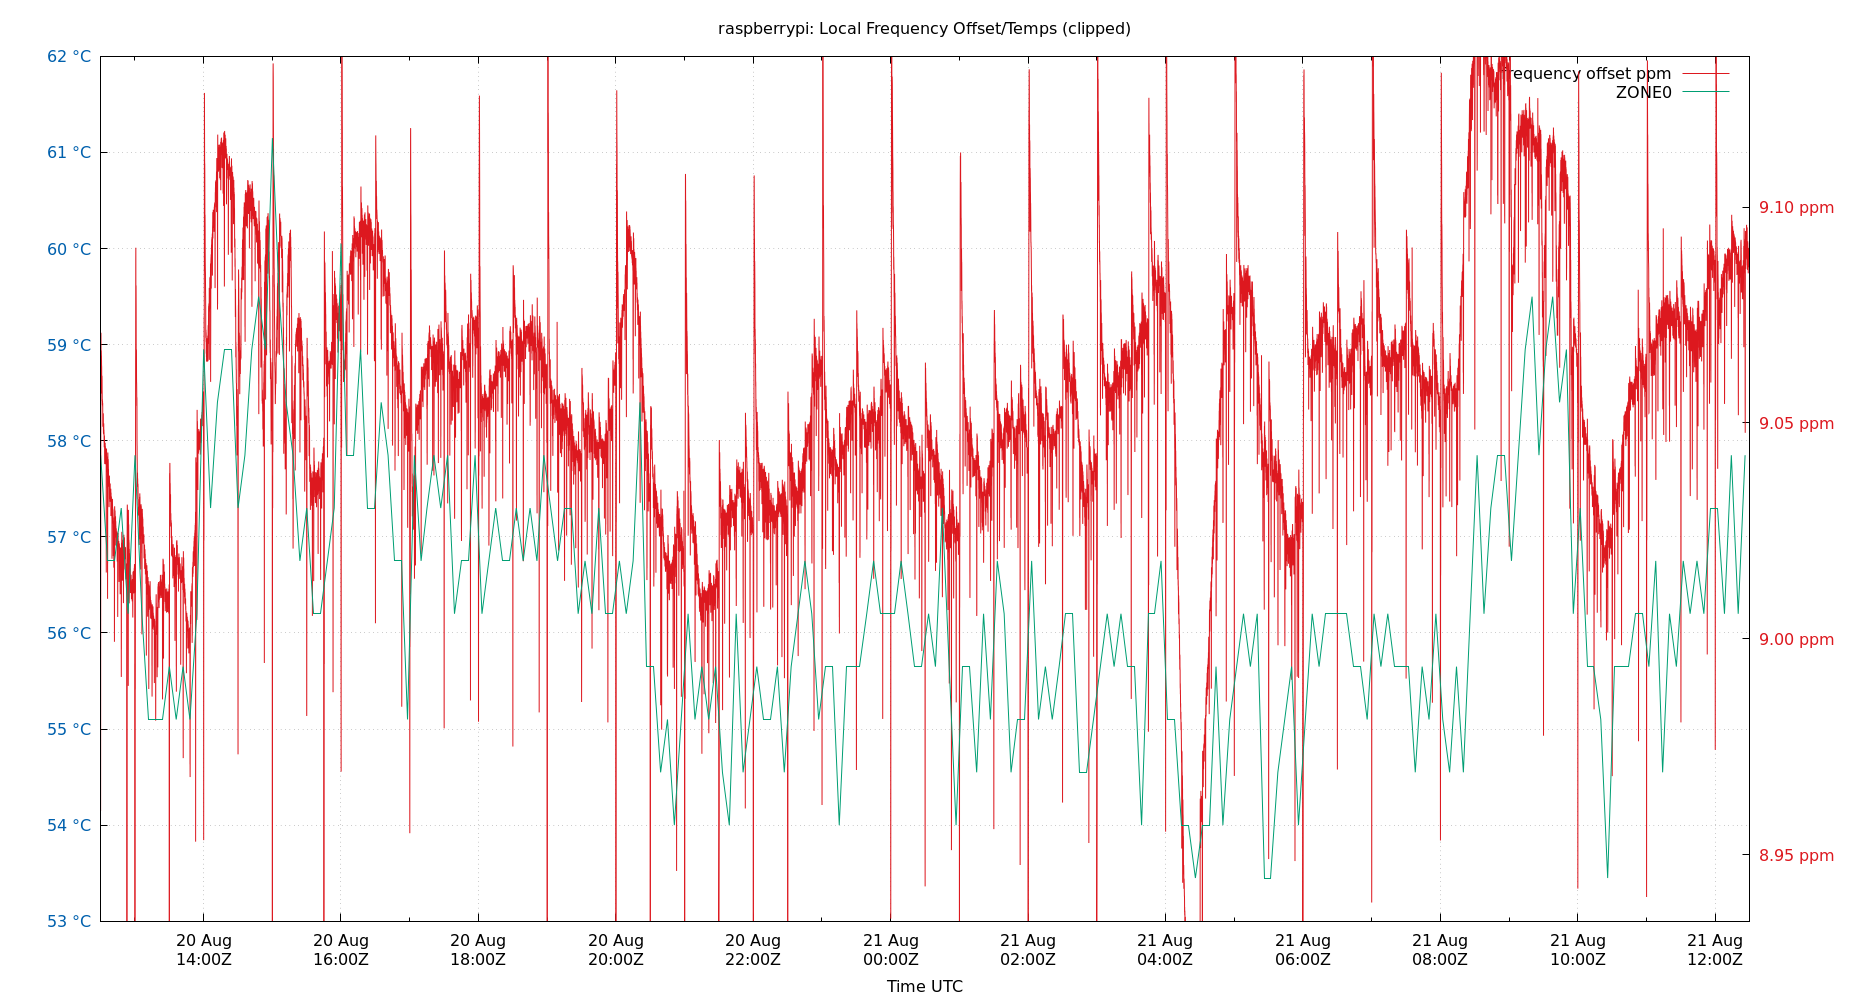 raspberrypi: Local Frequency Offset/Temps (clipped)
62 °C
61 °C
60 °C
59 °C
58 °C
57 °C
56 °C
55 °C
54 °C
53 °C
frequency offset ppm
ZONE0
9.10 ppm
9.05 ppm
9.00 ppm
8.95 ppm
20 Aug 20 Aug 20 Aug 20 Aug 20 Aug 21 Aug 21 Aug 21 Aug 21 Aug 21 Aug 21 Aug 21 Aug
14:00Z 16:00Z 18:00Z 20:00Z 22:00Z 00:00Z 02:00Z 04:00Z 06:00Z 08:00Z 10:00Z 12:00Z
Time UTC